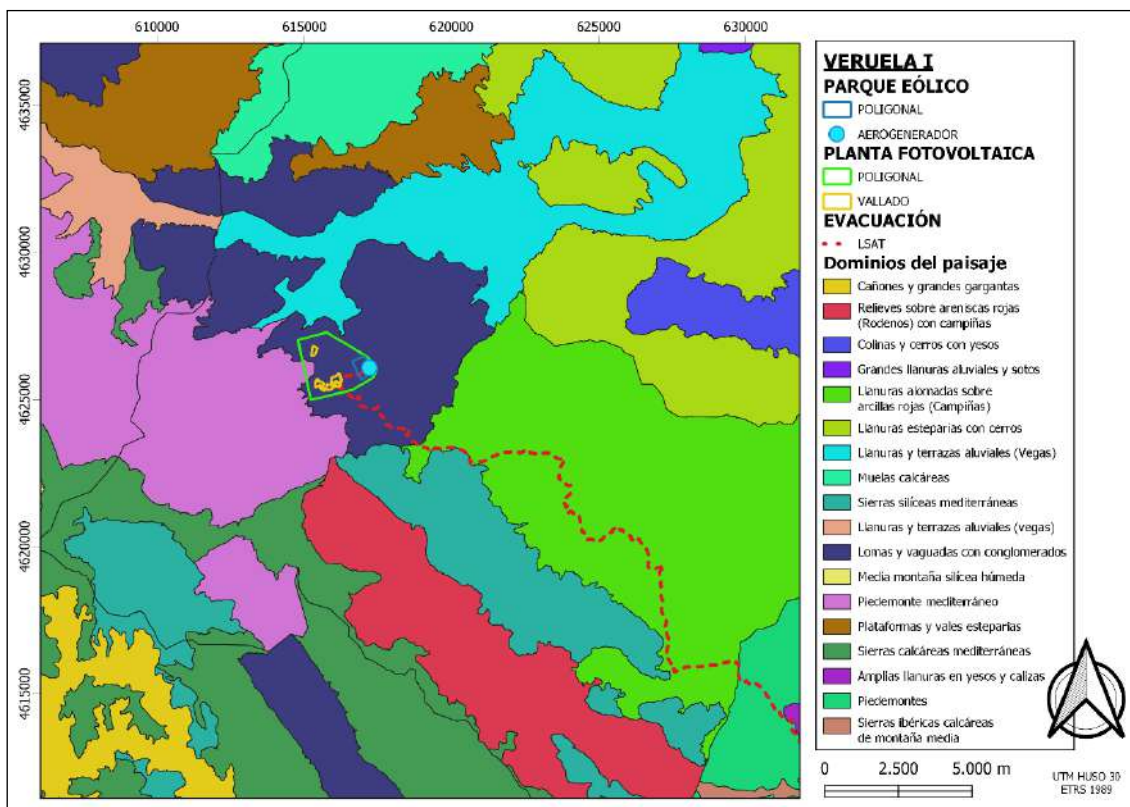 610000 615000 620000 625000 630000
4635000
4630000
4625000
4620000
4615000
VERUELA I
PARQUE EÓLICO
POLIGONAL
AEROGENERADOR
PLANTA FOTOVOLTAICA
POLIGONAL
VALLADO
EVACUACIÓN
LSAT
Dominios del paisaje
Cañones y grandes gargantas
Relieves sobre areniscas rojas
(Rodenos) con campiñas
Colinas y cerros con yesos
Grandes llanuras aluviales y sotos
Llanuras alomadas sobre
arcillas rojas (Campiñas)
Llanuras esteparias con cerros
Llanuras y terrazas aluviales (Vegas)
Muelas calcáreas
Sierras silíceas mediterráneas
Llanuras y terrazas aluviales (vegas)
Lomas y vaguadas con conglomerados
Media montaña silícea húmeda
Piedemonte mediterráneo
Plataformas y vales esteparias
Sierras calcáreas mediterráneas
Amplias llanuras en yesos y calizas
Piedemontes
Sierras ibéricas calcáreas
de montaña media
0 2.500 5.000 m
UTM HUSO 30
ETRS 1989